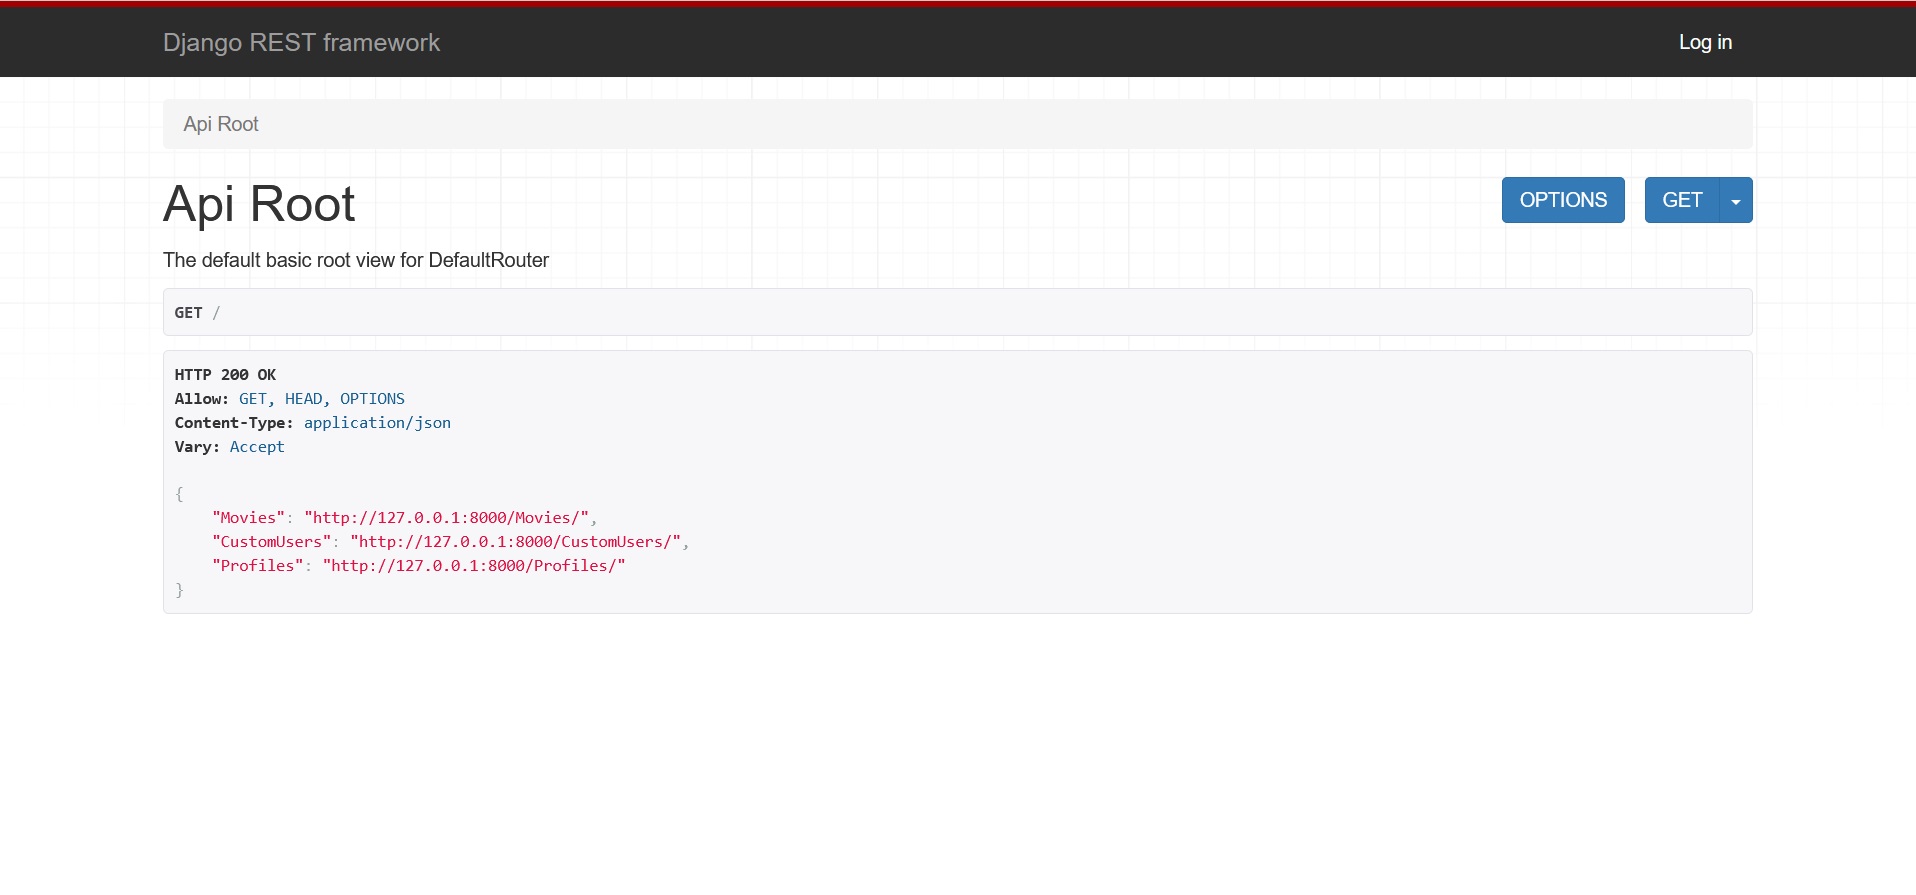 Django REST framework
Log in
Api Root
Api Root
OPTIONS
GET
The default basic root view for DefaultRouter
GET /
HTTP 200 OK
Allow: GET, HEAD, OPTIONS
Content-Type: application/json
Vary: Accept
{
    "Movies": "http://127.0.0.1:8000/Movies/",
    "CustomUsers": "http://127.0.0.1:8000/CustomUsers/",
    "Profiles": "http://127.0.0.1:8000/Profiles/"
}